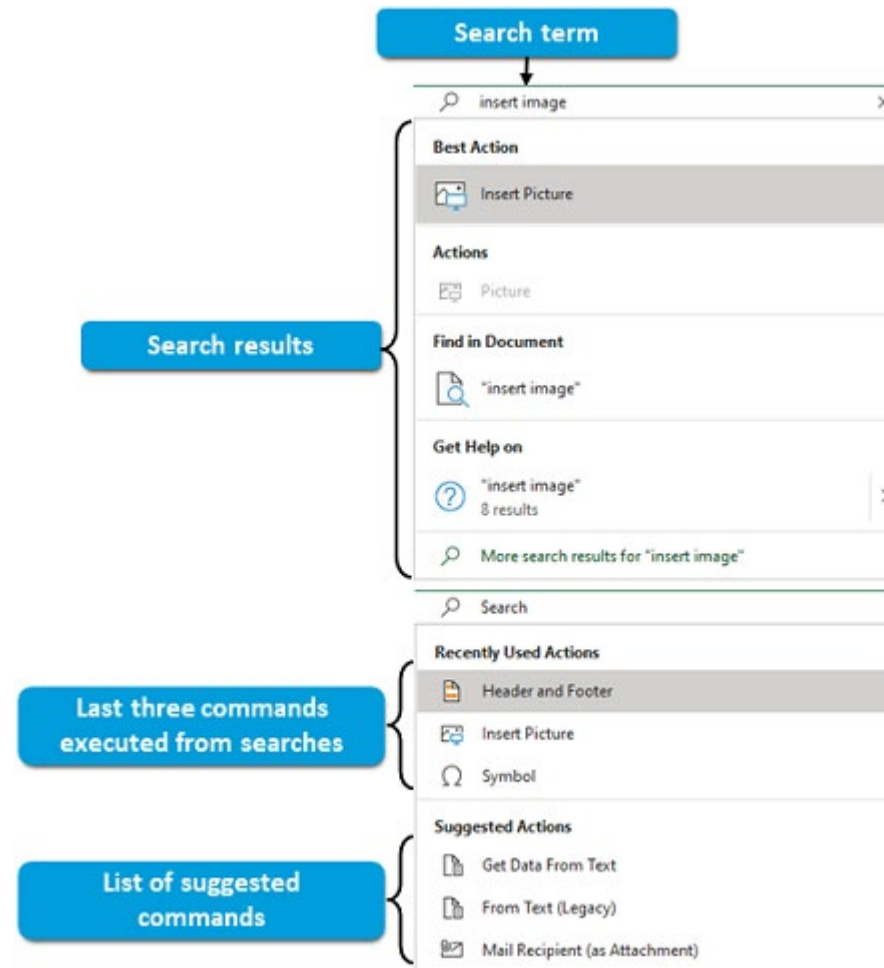 Search term
insert image
Best Action
Insert Picture
Actions
Picture
Search results
Find in Document
"insert image"
Get Help on
"insert image"
8 results
More search results for "insert image"
Search
Recently Used Actions
Header and Footer
Last three commands
executed from searches
Insert Picture
Symbol
Suggested Actions
Get Data From Text
List of suggested
commands
From Text (Legacy)
Mail Recipient (as Attachment)